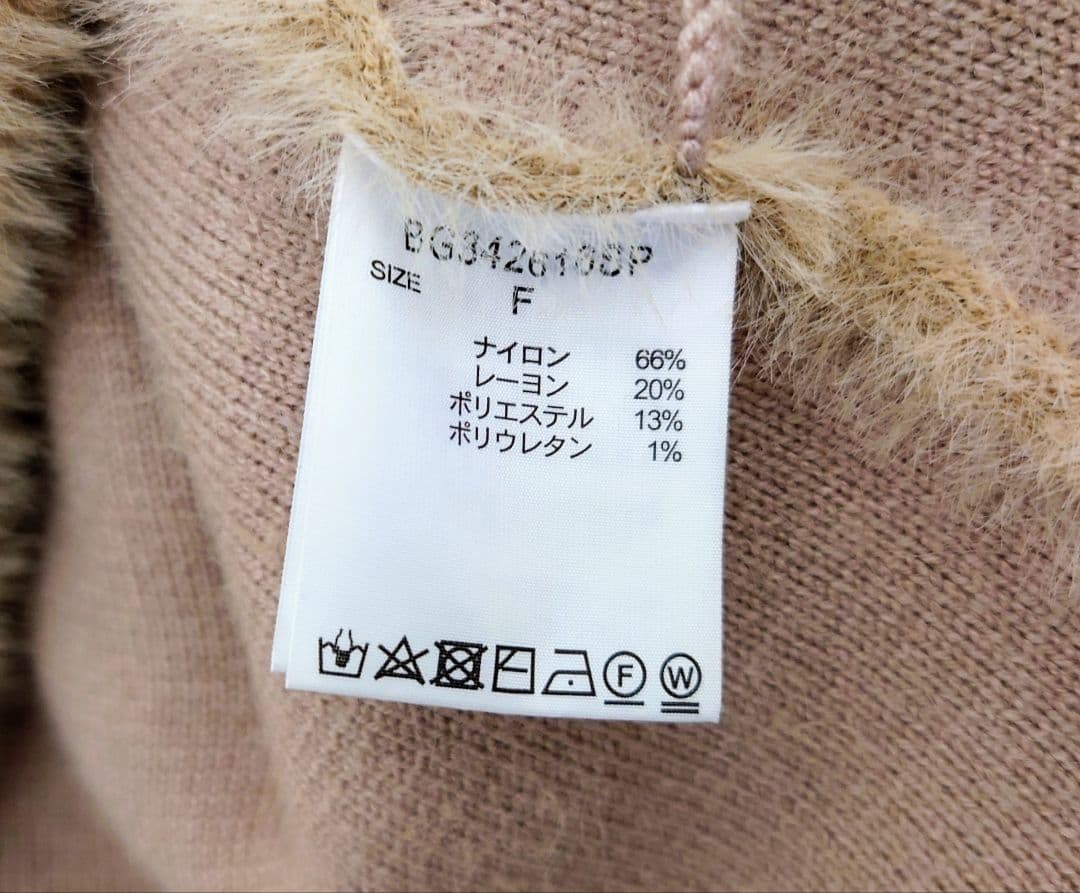 BG342610SP
SIZE
F
ナイロン 66%
レーヨン 20%
ポリエステル 13%
ポリウレタン 1%
F W